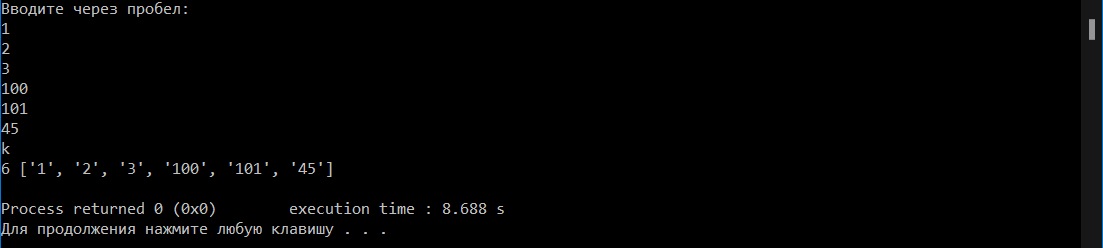 Вводите через пробел:
1
2
3
100
101
45
k
6 ['1', '2', '3', '100', '101', '45']
Process returned 0 (0x0)        execution time : 8.688 s
Для продолжения нажмите любую клавишу . . .